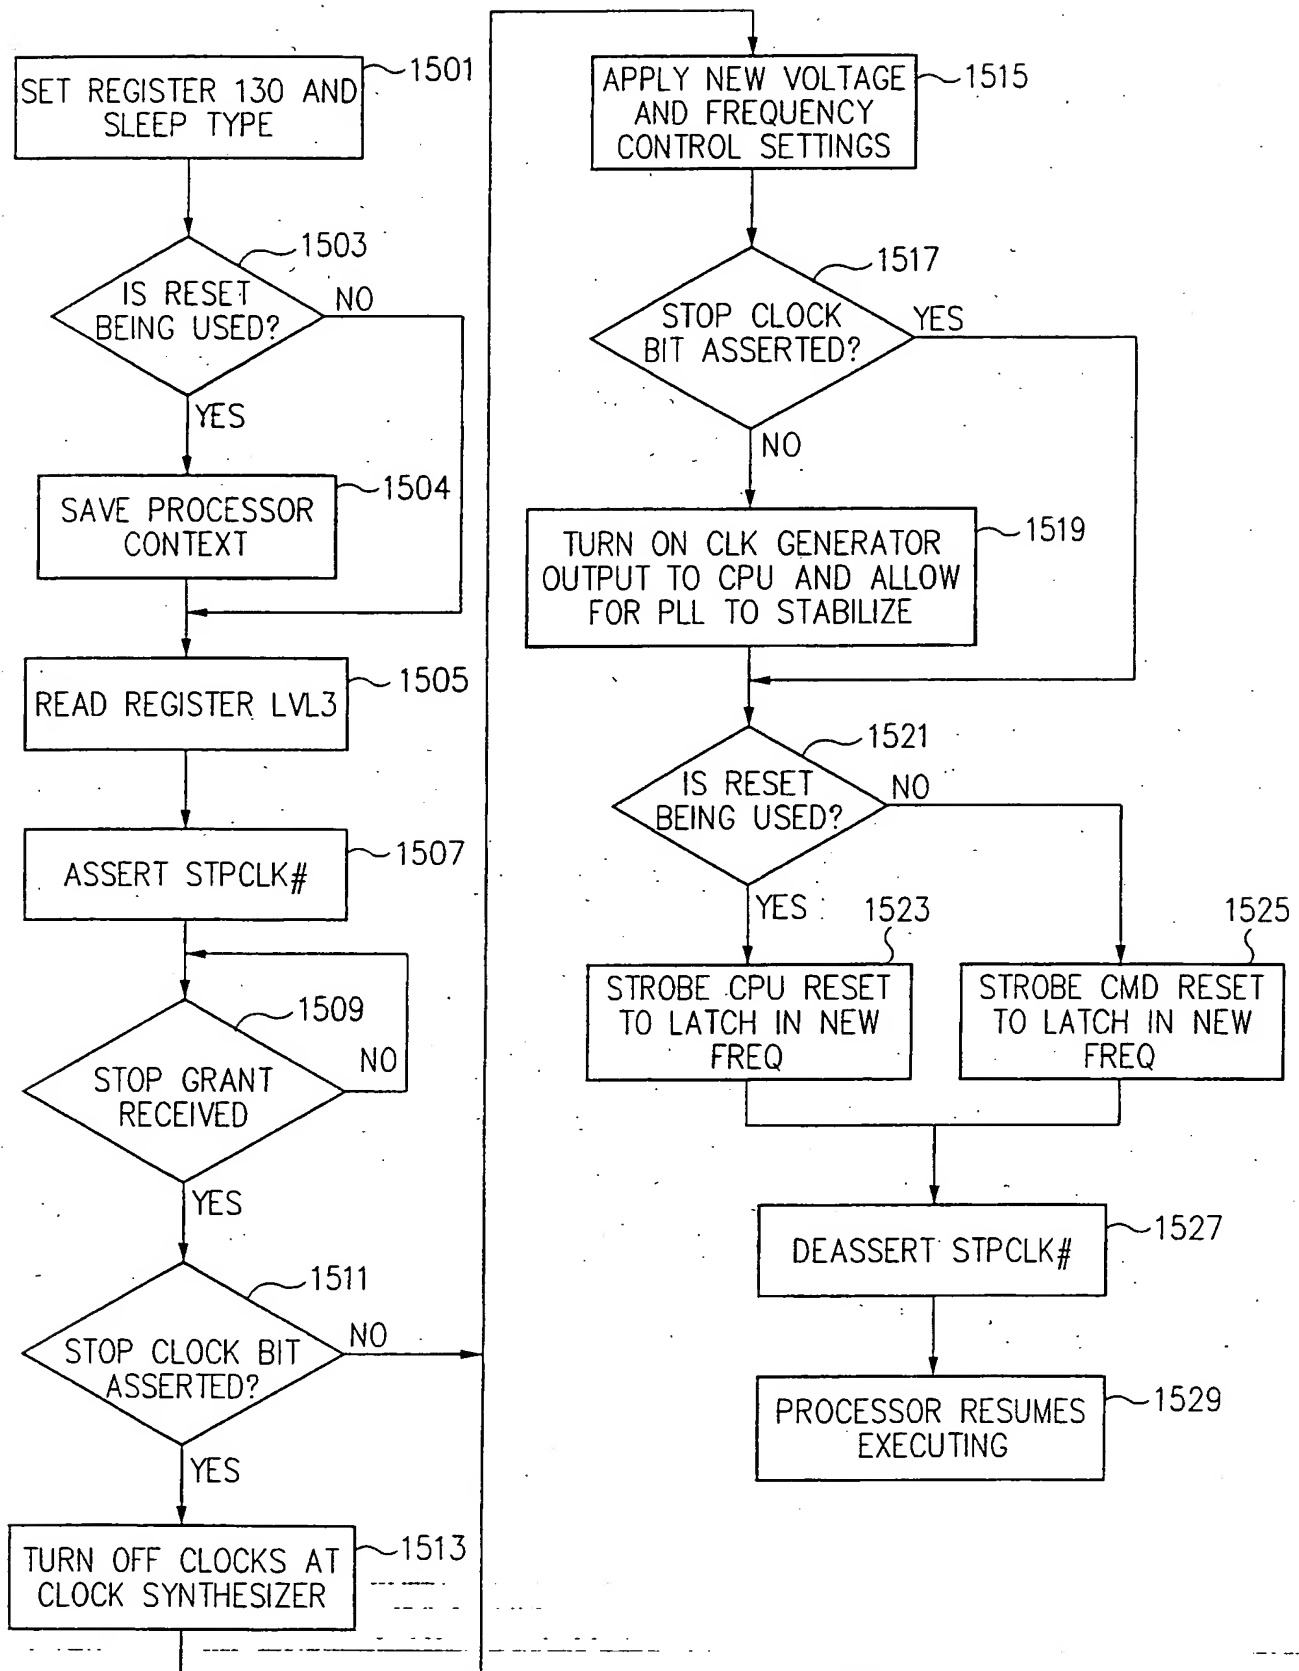 SET REGISTER 130 AND
SLEEP TYPE
1501
IS RESET
BEING USED?
1503
NO
YES
SAVE PROCESSOR
CONTEXT
1504
READ REGISTER LVL3
1505
ASSERT STPCLK#
1507
STOP GRANT
RECEIVED
1509
NO
YES
STOP CLOCK BIT
ASSERTED?
1511
NO
YES
TURN OFF CLOCKS AT
CLOCK SYNTHESIZER
1513
APPLY NEW VOLTAGE
AND FREQUENCY
CONTROL SETTINGS
1515
STOP CLOCK
BIT ASSERTED?
1517
YES
NO
TURN ON CLK GENERATOR
OUTPUT TO CPU AND ALLOW
FOR PLL TO STABILIZE
1519
IS RESET
BEING USED?
1521
NO
YES
STROBE CPU RESET
TO LATCH IN NEW
FREQ
1523
STROBE CMD RESET
TO LATCH IN NEW
FREQ
1525
DEASSERT STPCLK#
1527
PROCESSOR RESUMES
EXECUTING
1529